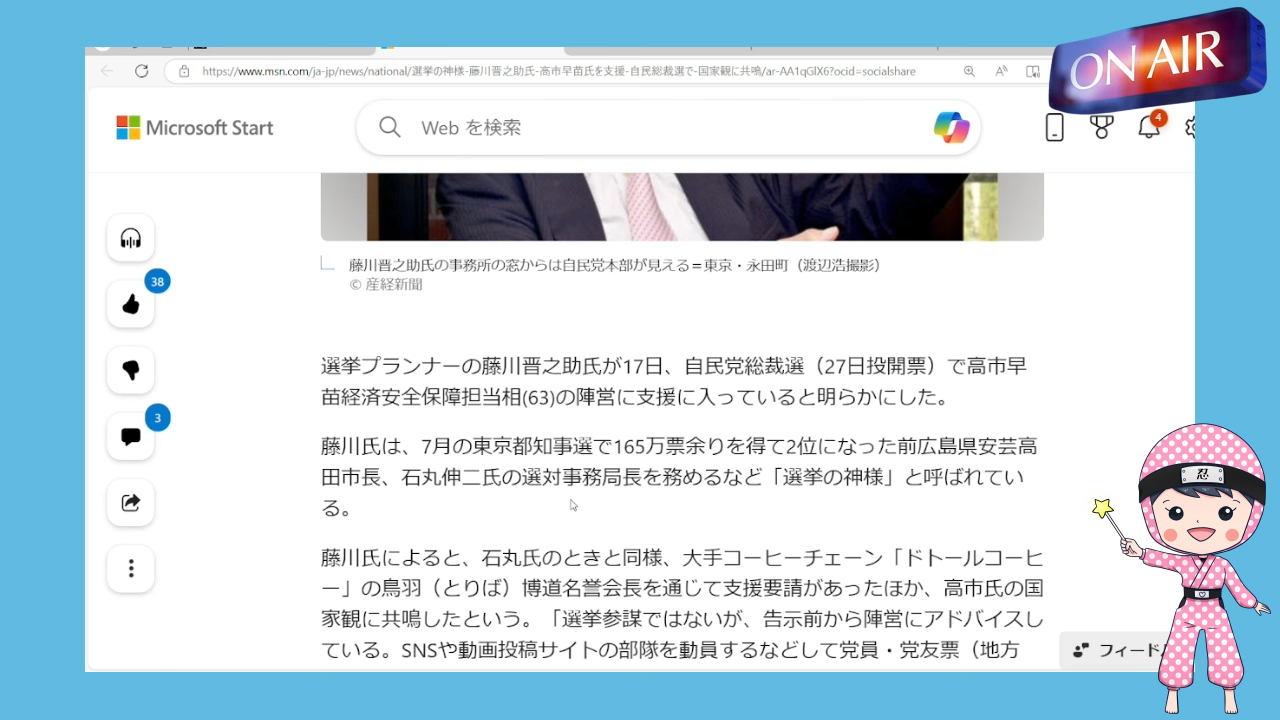 https://www.msn.com/ja-jp/news/national/選挙の神様-藤川晋之助氏-高市早苗氏を支援-自民総裁選で-国家観に共鳴/ar-AA1qGIX6?ocid=socialshare
ON AIR
Microsoft Start
Web を検索
4
藤川晋之助氏の事務所の窓からは自民党本部が見える＝東京・永田町（渡辺浩撮影）
© 産経新聞
38
3
選挙プランナーの藤川晋之助氏が17日、自民党総裁選（27日投開票）で高市早
苗経済安全保障担当相(63)の陣営に支援に入っていると明らかにした。
藤川氏は、7月の東京都知事選で165万票余りを得て2位になった前広島県安芸高
田市長、石丸伸二氏の選対事務局長を務めるなど「選挙の神様」と呼ばれてい
る。
藤川氏によると、石丸氏のときと同様、大手コーヒーチェーン「ドトールコーヒ
ー」の鳥羽（とりば）博道名誉会長を通じて支援要請があったほか、高市氏の国
家観に共鳴したという。「選挙参謀ではないが、告示前から陣営にアドバイスし
ている。SNSや動画投稿サイトの部隊を動員するなどして党員・党友票（地方
フィード
忍